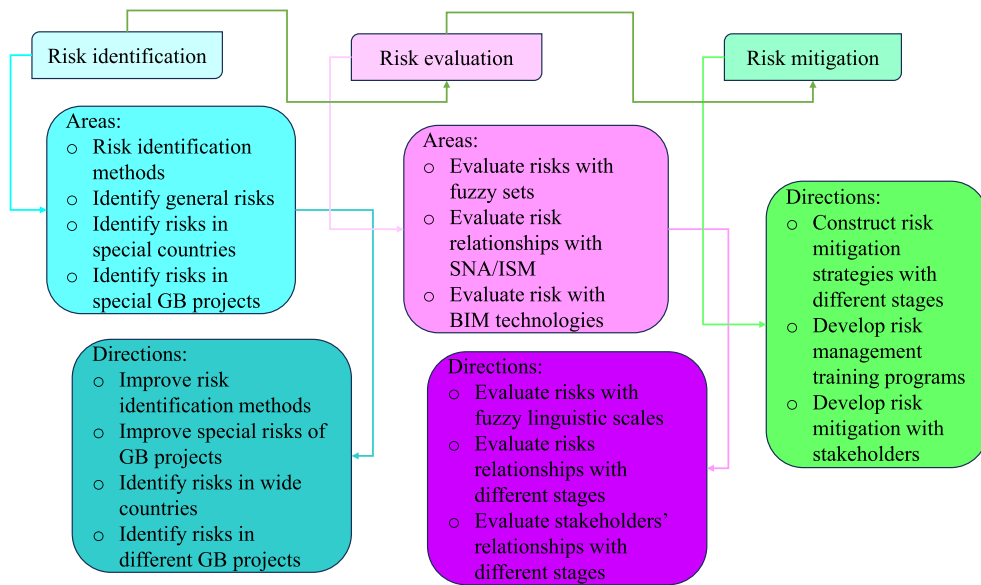 Risk identification
Risk evaluation
Risk mitigation
Areas:
○ Risk identification
methods
○ Identify general risks
○ Identify risks in
special countries
○ Identify risks in
special GB projects
Directions:
○ Improve risk
identification methods
○ Improve special risks of
GB projects
○ Identify risks in wide
countries
○ Identify risks in
different GB projects
Areas:
○ Evaluate risks with
fuzzy sets
○ Evaluate risk
relationships with
SNA/ISM
○ Evaluate risk with
BIM technologies
Directions:
○ Evaluate risks with
fuzzy linguistic scales
○ Evaluate risks
relationships with
different stages
○ Evaluate stakeholders’
relationships with
different stages
Directions:
○ Construct risk
mitigation
strategies with
different stages
○ Develop risk
management
training programs
○ Develop risk
mitigation with
stakeholders